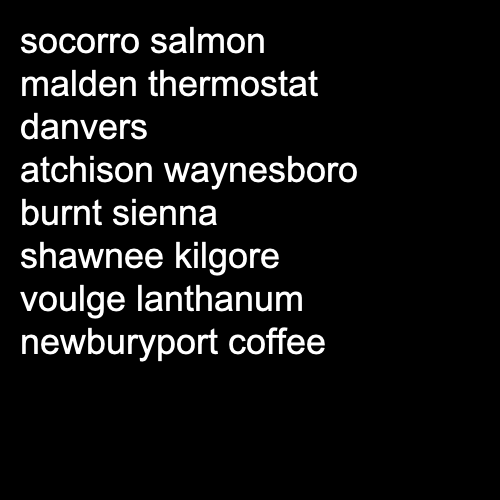 socorro salmon
malden thermostat
danvers
atchison waynesboro
burnt sienna
shawnee kilgore
voulge lanthanum
newburyport coffee